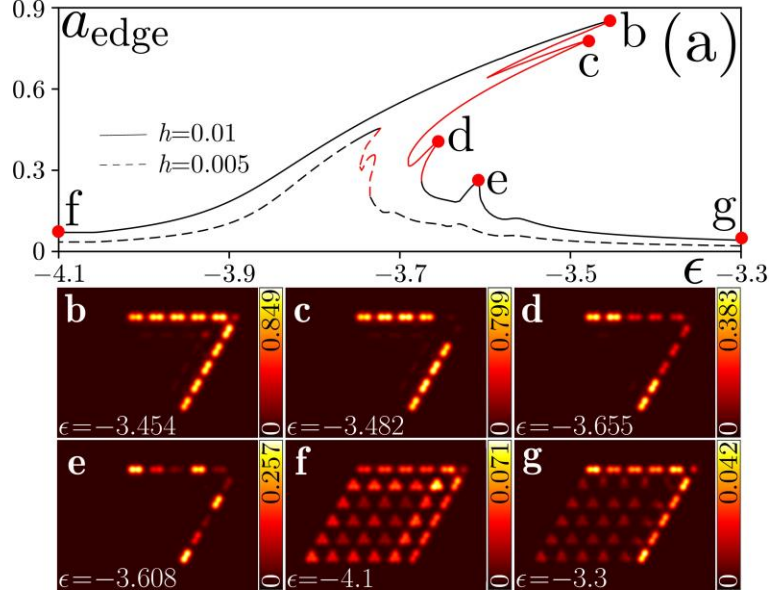 0.9
a_edge
(a)
b
c
0.6
h=0.01
h=0.005
d
0.3
e
f
g
0
−4.1 −3.9 −3.7 −3.5 ϵ −3.3
b 0.849 c 0.799 d 0.383
ϵ=−3.454 0 ϵ=−3.482 0 ϵ=−3.655 0
e 0.257 f 0.071 g 0.042
ϵ=−3.608 0 ϵ=−4.1 0 ϵ=−3.3 0